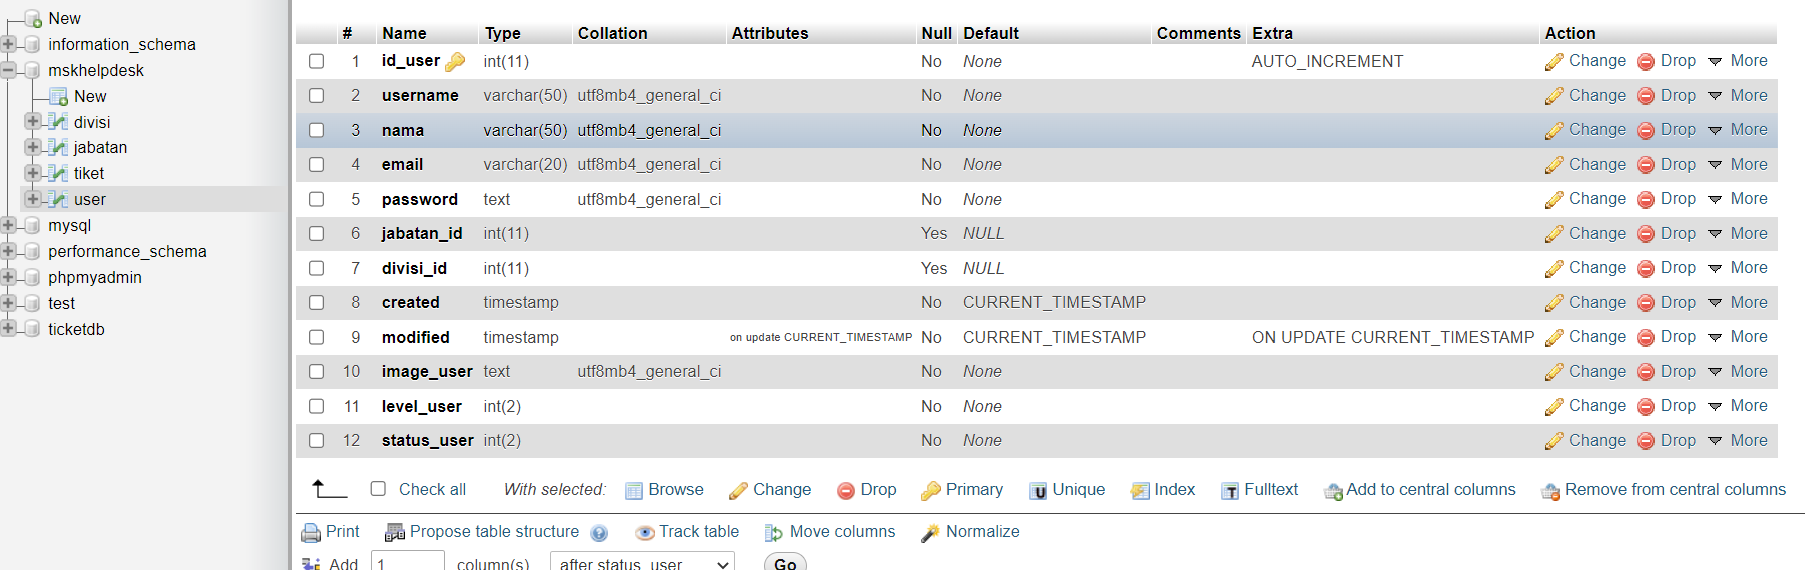 New
information_schema
mskhelpdesk
New
divisi
jabatan
tiket
user
mysql
performance_schema
phpmyadmin
test
ticketdb
# Name Type Collation Attributes Null Default Comments Extra Action
1 id_user int(11) No None AUTO_INCREMENT Change Drop More
2 username varchar(50) utf8mb4_general_ci No None Change Drop More
3 nama varchar(50) utf8mb4_general_ci No None Change Drop More
4 email varchar(20) utf8mb4_general_ci No None Change Drop More
5 password text utf8mb4_general_ci No None Change Drop More
6 jabatan_id int(11) Yes NULL Change Drop More
7 divisi_id int(11) Yes NULL Change Drop More
8 created timestamp No CURRENT_TIMESTAMP Change Drop More
9 modified timestamp on update CURRENT_TIMESTAMP No CURRENT_TIMESTAMP ON UPDATE CURRENT_TIMESTAMP Change Drop More
10 image_user text utf8mb4_general_ci No None Change Drop More
11 level_user int(2) No None Change Drop More
12 status_user int(2) No None Change Drop More
Check all With selected: Browse Change Drop Primary Unique Index Fulltext Add to central columns Remove from central columns
Print Propose table structure Track table Move columns Normalize
Add 1 column(s) after status_user Go